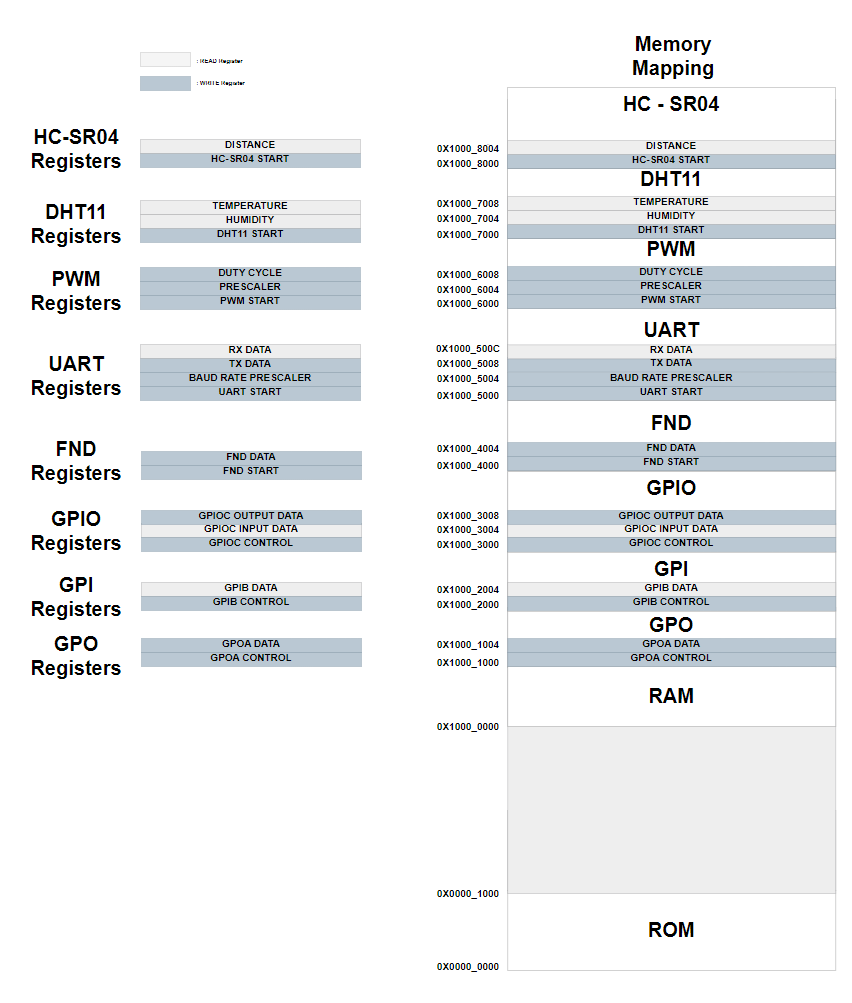 Memory
Mapping
: READ Register
: WRITE Register
HC - SR04
HC-SR04
Registers
DISTANCE
HC-SR04 START
0X1000_8004
0X1000_8000
DISTANCE
HC-SR04 START
DHT11
DHT11
Registers
TEMPERATURE
HUMIDITY
DHT11 START
0X1000_7008
0X1000_7004
0X1000_7000
TEMPERATURE
HUMIDITY
DHT11 START
PWM
PWM
Registers
DUTY CYCLE
PRESCALER
PWM START
0X1000_6008
0X1000_6004
0X1000_6000
DUTY CYCLE
PRESCALER
PWM START
UART
UART
Registers
RX DATA
TX DATA
BAUD RATE PRESCALER
UART START
0X1000_500C
0X1000_5008
0X1000_5004
0X1000_5000
RX DATA
TX DATA
BAUD RATE PRESCALER
UART START
FND
FND
Registers
FND DATA
FND START
0X1000_4004
0X1000_4000
FND DATA
FND START
GPIO
GPIO
Registers
GPIOC OUTPUT DATA
GPIOC INPUT DATA
GPIOC CONTROL
0X1000_3008
0X1000_3004
0X1000_3000
GPIOC OUTPUT DATA
GPIOC INPUT DATA
GPIOC CONTROL
GPI
GPI
Registers
GPIB DATA
GPIB CONTROL
0X1000_2004
0X1000_2000
GPIB DATA
GPIB CONTROL
GPO
GPO
Registers
GPOA DATA
GPOA CONTROL
0X1000_1004
0X1000_1000
GPOA DATA
GPOA CONTROL
RAM
0X1000_0000
0X0000_1000
ROM
0X0000_0000